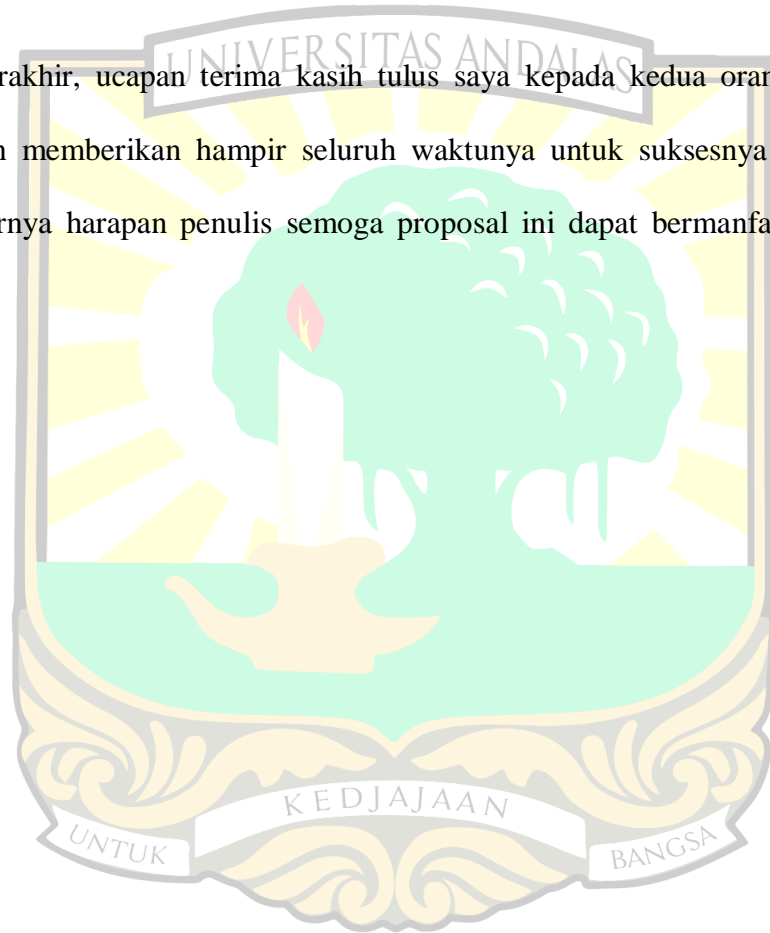 UNIVERSITAS ANDALAS
rakhir, ucapan terima kasih tulus saya kepada kedua oran
n memberikan hampir seluruh waktunya untuk suksesnya
rnya harapan penulis semoga proposal ini dapat bermanfa
UNTUK KEDJAJAAN BANGSA